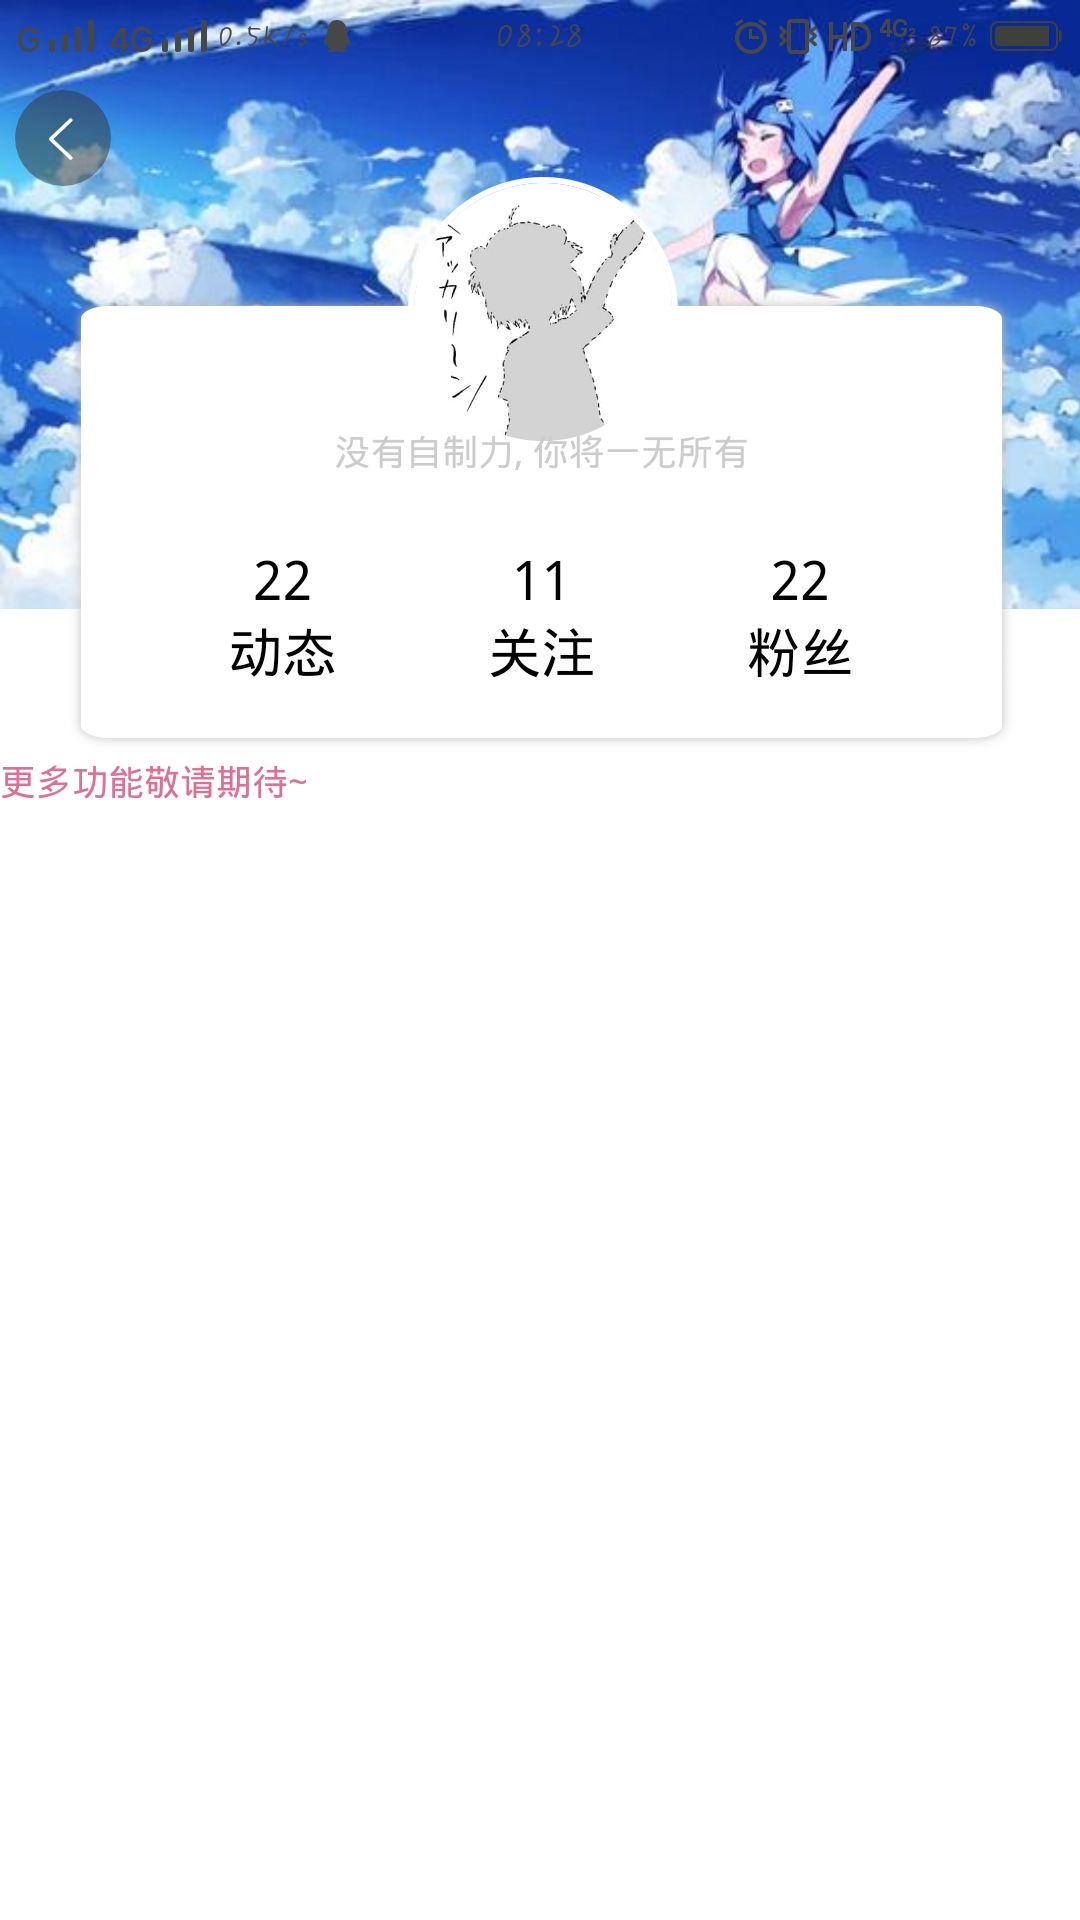 G 4G 0.5K/s 08:28 HD 4G 2 87%
アッカリ〜ン/
没有自制力, 你将一无所有
22 11 22
动态 关注 粉丝
更多功能敬请期待~